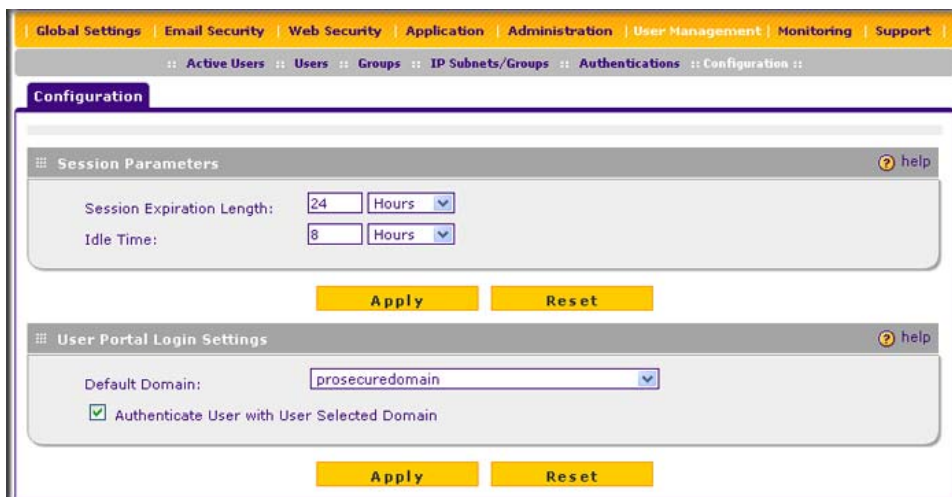 | Global Settings | Email Security | Web Security | Application | Administration | User Management | Monitoring | Support |
:: Active Users :: Users :: Groups :: IP Subnets/Groups :: Authentications :: Configuration ::
Configuration
Session Parameters ? help
Session Expiration Length: 24 Hours
Idle Time: 8 Hours
Apply Reset
User Portal Login Settings ? help
Default Domain: prosecuredomain
Authenticate User with User Selected Domain
Apply Reset